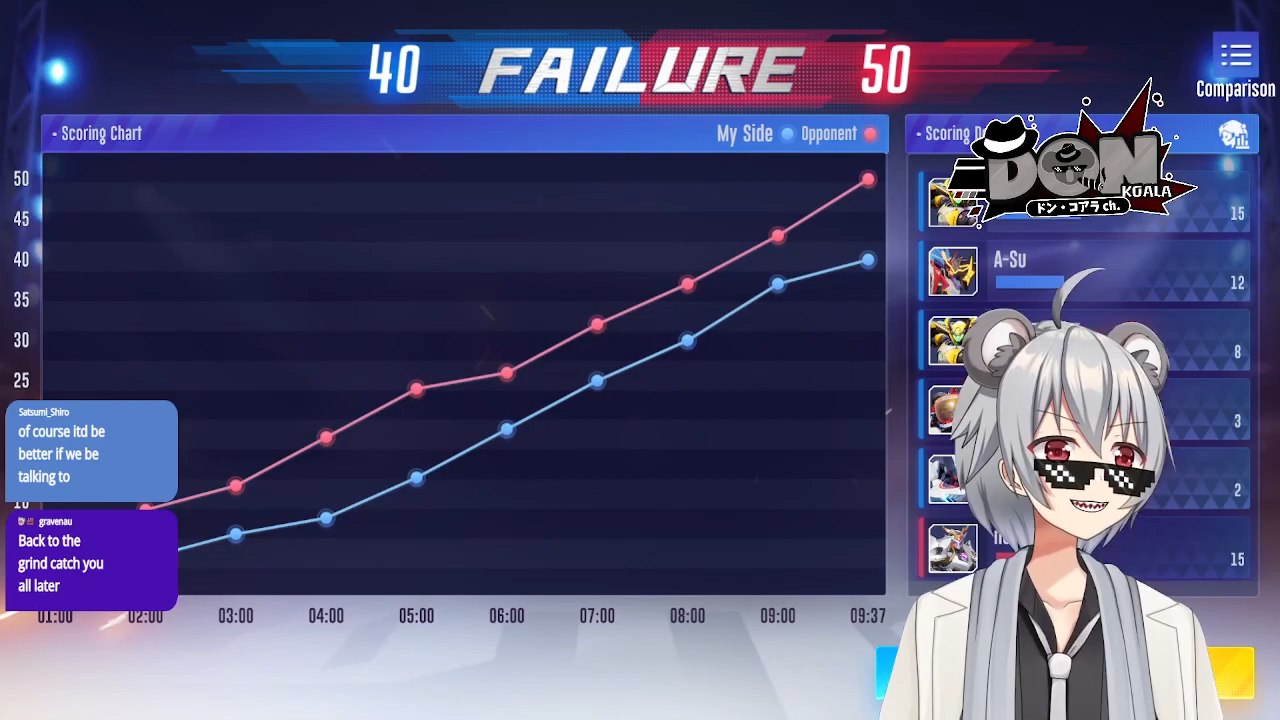 40 FAILURE 50
Comparison
• Scoring Chart
My Side Opponent
• Scoring
DON
KOALA
ドン・コアラ ch.
50
45
40
35
30
25
15
A-Su
12
8
3
2
15
Satsumi_Shiro
of course itd be
better if we be
talking to
gravenau
Back to the
grind catch you
all later
01:00 02:00 03:00 04:00 05:00 06:00 07:00 08:00 09:00 09:37